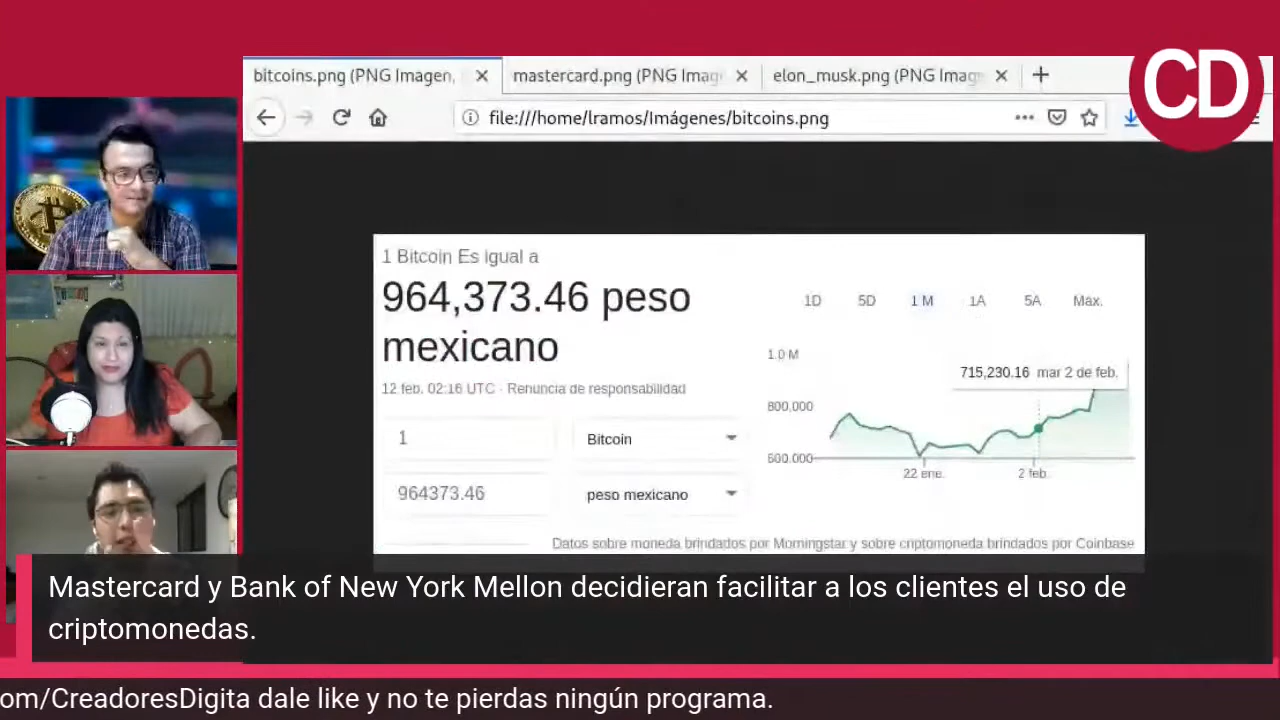 bitcoins.png (PNG Imagen,
mastercard.png (PNG Imag
elon_musk.png (PNG Imag
CD
file:///home/lramos/Imágenes/bitcoins.png
1 Bitcoin Es igual a
964,373.46 peso
mexicano
12 feb. 02:16 UTC · Renuncia de responsabilidad
1
Bitcoin
964373.46
peso mexicano
1D 5D 1 M 1A 5A Máx.
1.0 M
715,230.16 mar 2 de feb.
800,000
600.000
22 ene.
2 feb.
Datos sobre moneda brindados por Morningstar y sobre criptomoneda brindados por Coinbase
Mastercard y Bank of New York Mellon decidieran facilitar a los clientes el uso de
criptomonedas.
om/CreadoresDigita dale like y no te pierdas ningún programa.